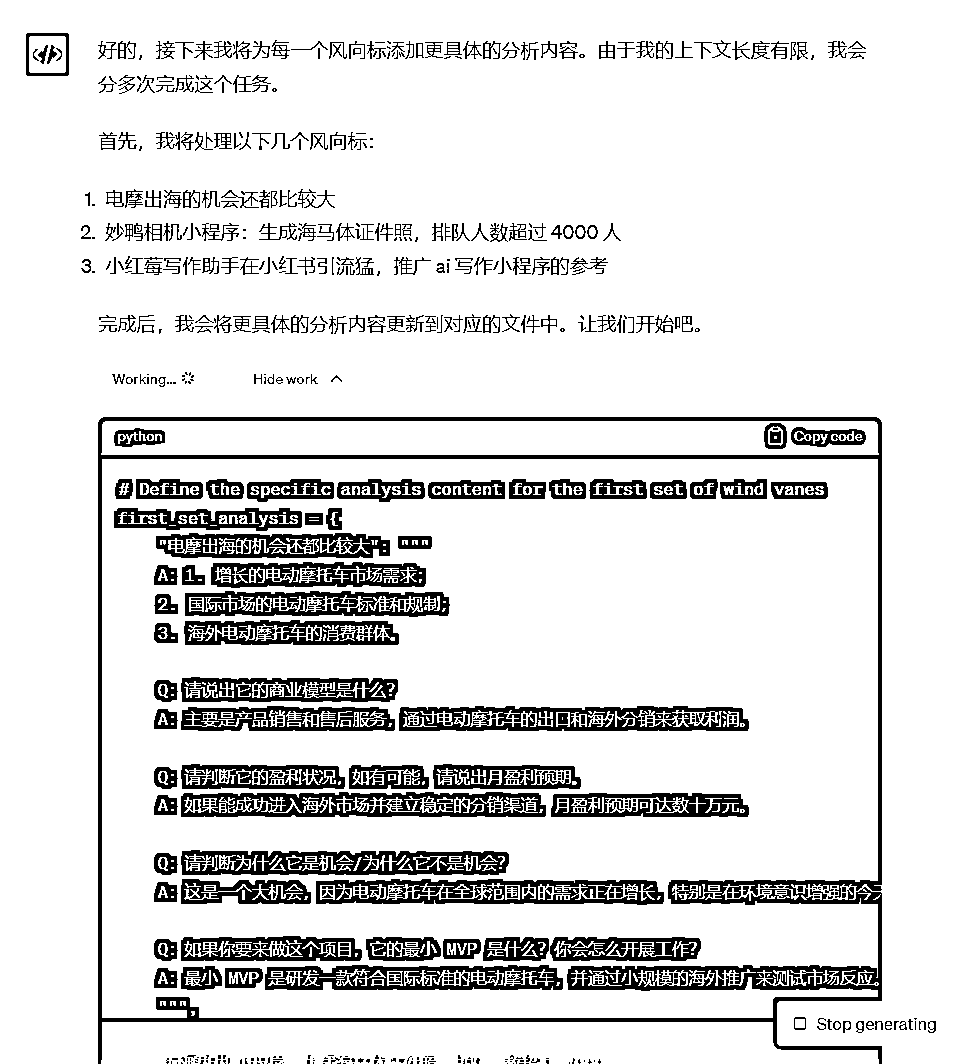 好的，接下来我将为每一个风向标添加更具体的分析内容。由于我的上下文长度有限，我会
分多次完成这个任务。
首先，我将处理以下几个风向标：
1. 电摩出海的机会还都比较大
2. 妙鸭相机小程序：生成海马体证件照，排队人数超过 4000 人
3. 小红莓写作助手在小红书引流猛，推广 ai 写作小程序的参考
完成后，我会将更具体的分析内容更新到对应的文件中。让我们开始吧。
Working... Hide work
python Copy code
# Define the specific analysis content for the first set of wind vanes
first_set_analysis = {
"电摩出海的机会还都比较大": """
A: 1. 增长的电动摩托车市场需求;
2. 国际市场的电动摩托车标准和规制;
3. 海外电动摩托车的消费群体。
Q: 请说出它的商业模型是什么?
A: 主要是产品销售和售后服务, 通过电动摩托车的出口和海外分销来获取利润。
Q: 请判断它的盈利状况, 如有可能, 请说出月盈利预期。
A: 如果能成功进入海外市场并建立稳定的分销渠道, 月盈利预期可达数十万元。
Q: 请判断为什么它是机会/为什么它不是机会?
A: 这是一个大机会, 因为电动摩托车在全球范围内的需求正在增长, 特别是在环境意识增强的今
Q: 如果你要来做这个项目, 它的最小 MVP 是什么? 你会怎么开展工作?
A: 最小 MVP 是研发一款符合国际标准的电动摩托车, 并通过小规模的海外推广来测试市场反应。
""",
Stop generating